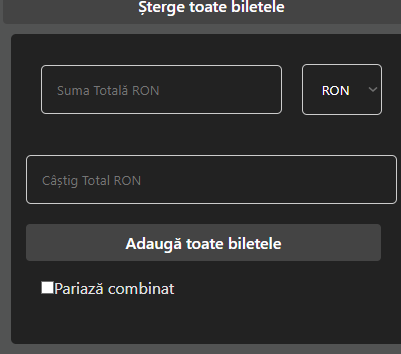 Șterge toate biletele
Suma Totală RON
RON
Câștig Total RON
Adaugă toate biletele
Pariază combinat